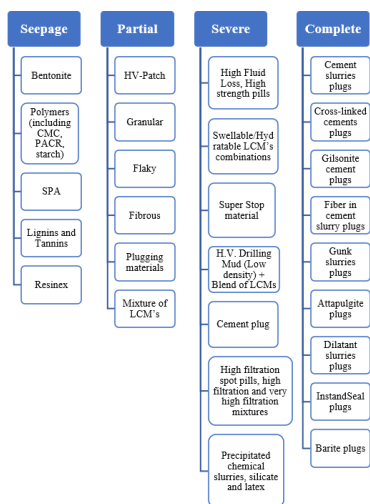 Seepage
Bentonite
Polymers
(including
CMC,
PACR,
starch)
SPA
Lignins and
Tannins
Resinex
Partial
HV-Patch
Granular
Flaky
Fibrous
Plugging
materials
Mixture of
LCM's
Severe
High Fluid
Loss, High
strength pills
Swellable/Hyd
ratable LCM's
combinations
Super Stop
material
H.V. Drilling
Mud (Low
density) +
Blend of LCMs
Cement plug
High filtration
spot pills, high
filtration and very
high filtration
mixtures
Precipitated
chemical
slurries, silicate
and latex
Complete
Cement
slurries
plugs
Cross-linked
cements
plugs
Gilsonite
cement
plugs
Fiber in
cement
slurry plugs
Gunk
slurries
plugs
Attapulgite
plugs
Dilatant
slurries
plugs
InstandSeal
plugs
Barite plugs